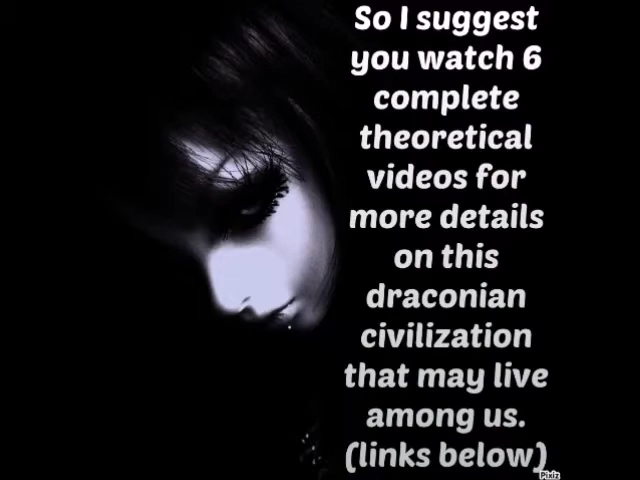 So I suggest
you watch 6
complete
theoretical
videos for
more details
on this
draconian
civilization
that may live
among us.
(links below)
Pixiz